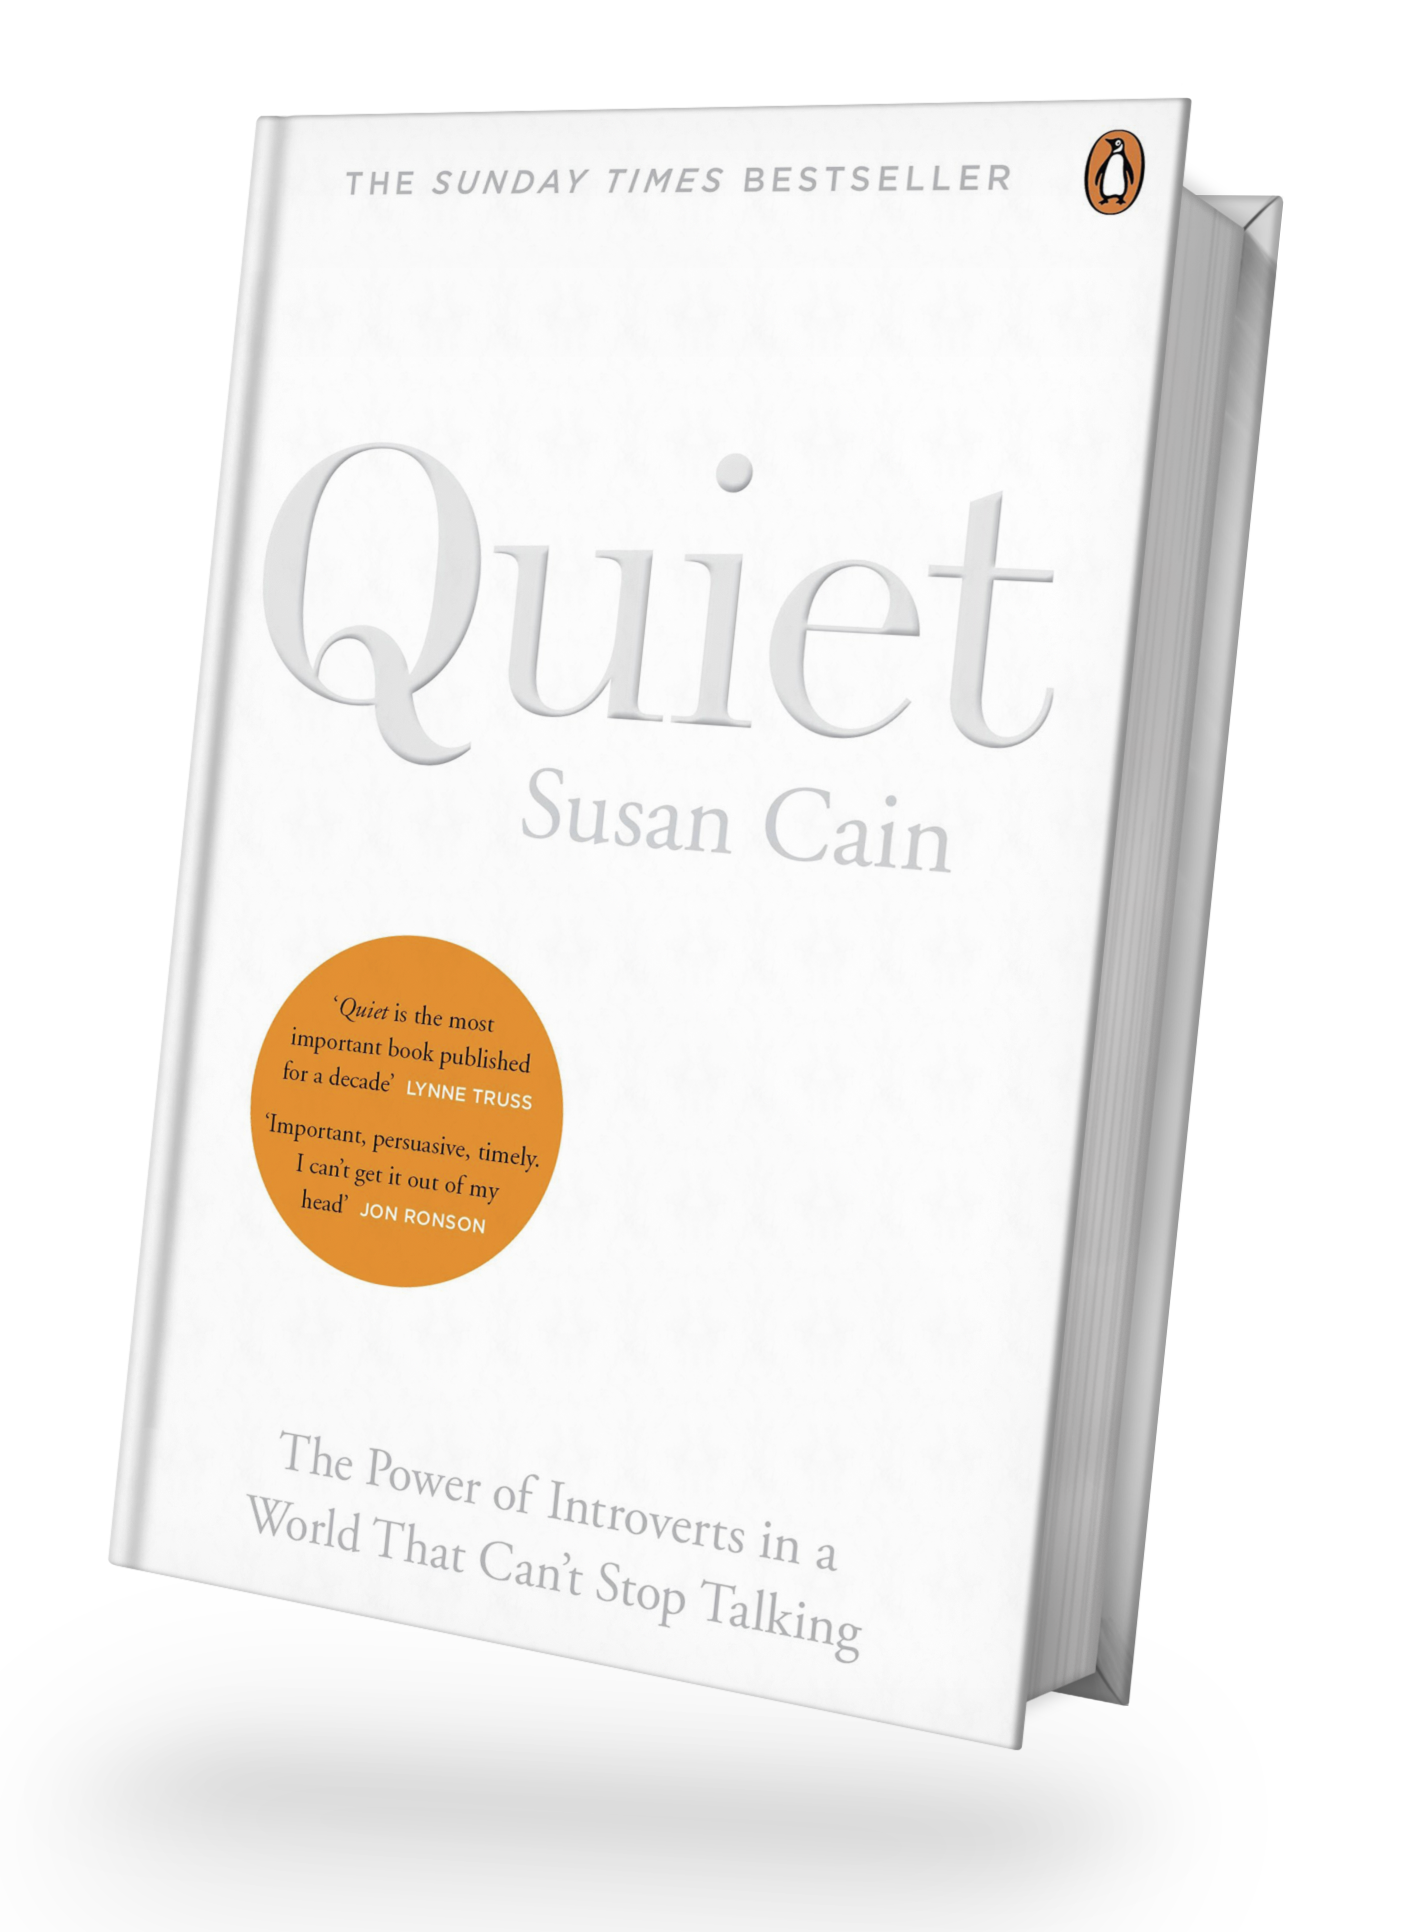 THE SUNDAY TIMES BESTSELLER
Quiet
Susan Cain
‘Quiet is the most
important book published
for a decade’ LYNNE TRUSS
‘Important, persuasive, timely.
I can’t get it out of my
head’ JON RONSON
The Power of Introverts in a
World That Can’t Stop Talking